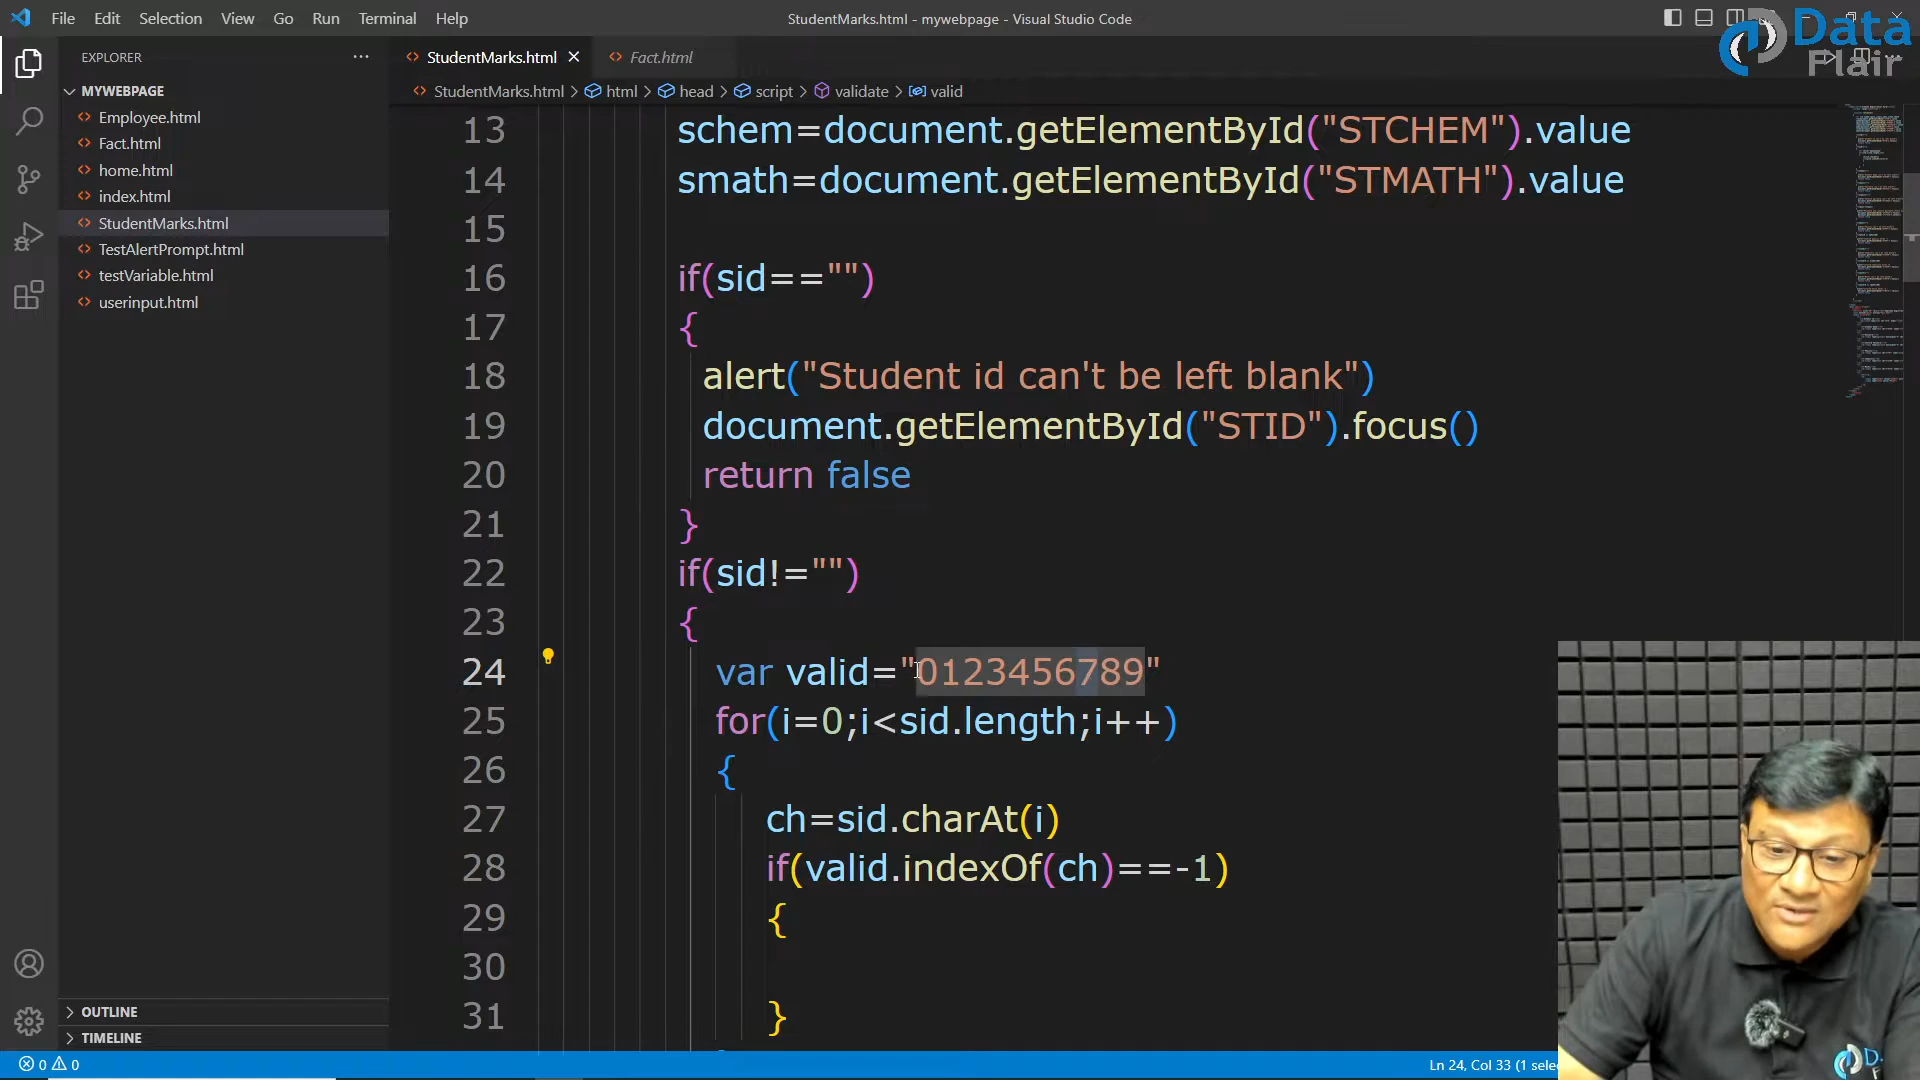 File Edit Selection View Go Run Terminal Help
StudentMarks.html - mywebpage - Visual Studio Code
Data Flair
EXPLORER
MYWEBPAGE
Employee.html
Fact.html
home.html
index.html
StudentMarks.html
TestAlertPrompt.html
testVariable.html
userinput.html
OUTLINE
TIMELINE
StudentMarks.html Fact.html
StudentMarks.html > html > head > script > validate > valid
13 schem=document.getElementById("STCHEM").value
14 smath=document.getElementById("STMATH").value
15
16 if(sid=="")
17 {
18 alert("Student id can't be left blank")
19 document.getElementById("STID").focus()
20 return false
21 }
22 if(sid!="")
23 {
24 var valid="0123456789"
25 for(i=0;i<sid.length;i++)
26 {
27 ch=sid.charAt(i)
28 if(valid.indexOf(ch)==-1)
29 {
30
31 }
0 0
Ln 24, Col 33 (1 sele